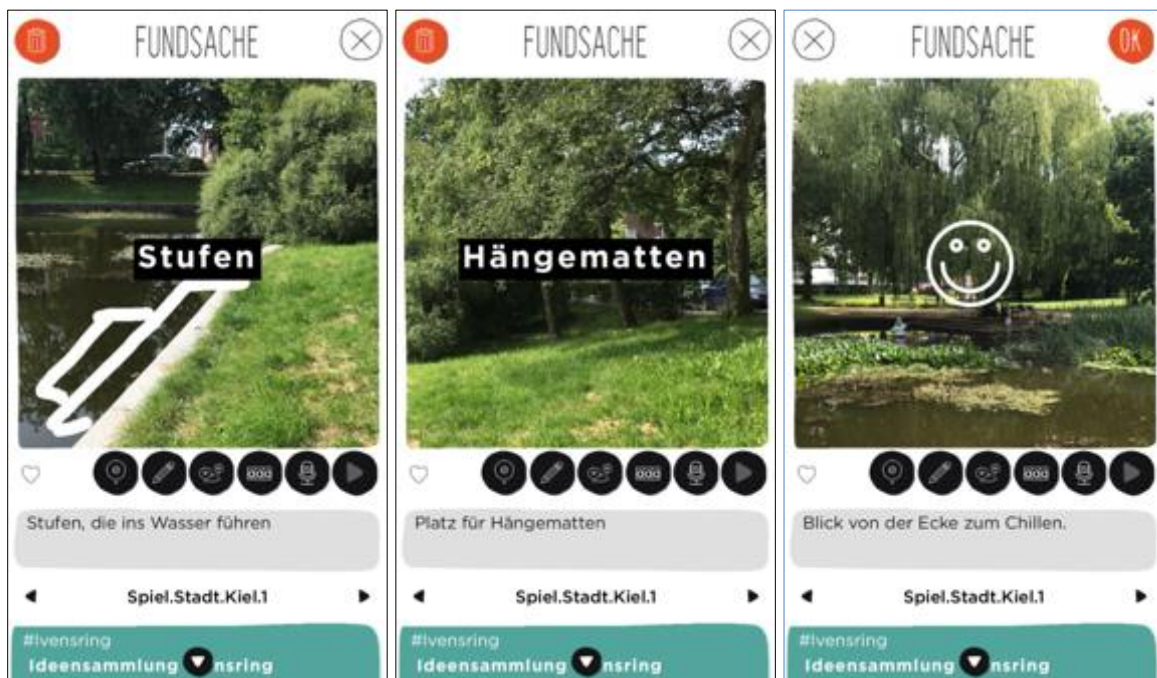 FUNDSACHE
Stufen
Stufen, die ins Wasser führen
Spiel.Stadt.Kiel.1
#Ivensring
Ideensammlung nsring
FUNDSACHE
Hängematten
Platz für Hängematten
Spiel.Stadt.Kiel.1
#Ivensring
Ideensammlung nsring
FUNDSACHE
OK
Blick von der Ecke zum Chillen.
Spiel.Stadt.Kiel.1
#Ivensring
Ideensammlung nsring